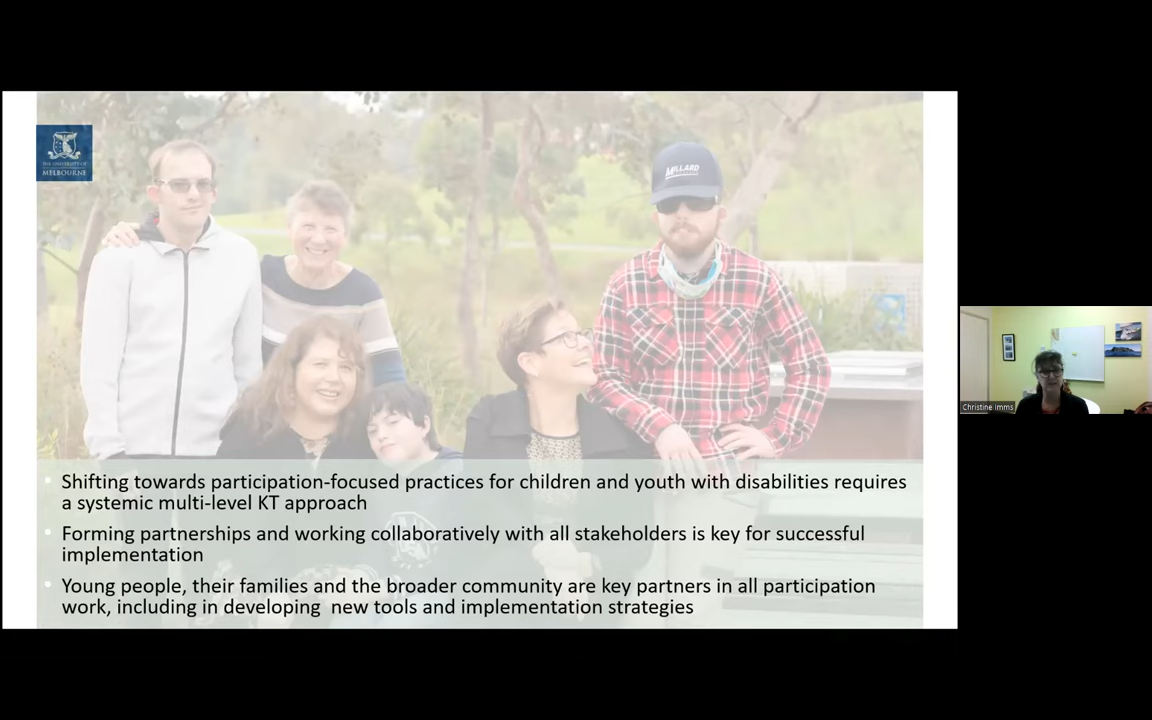 THE UNIVERSITY OF
MELBOURNE
MILLARD
Christine Imms
Shifting towards participation-focused practices for children and youth with disabilities requires
a systemic multi-level KT approach
Forming partnerships and working collaboratively with all stakeholders is key for successful
implementation
Young people, their families and the broader community are key partners in all participation
work, including in developing  new tools and implementation strategies